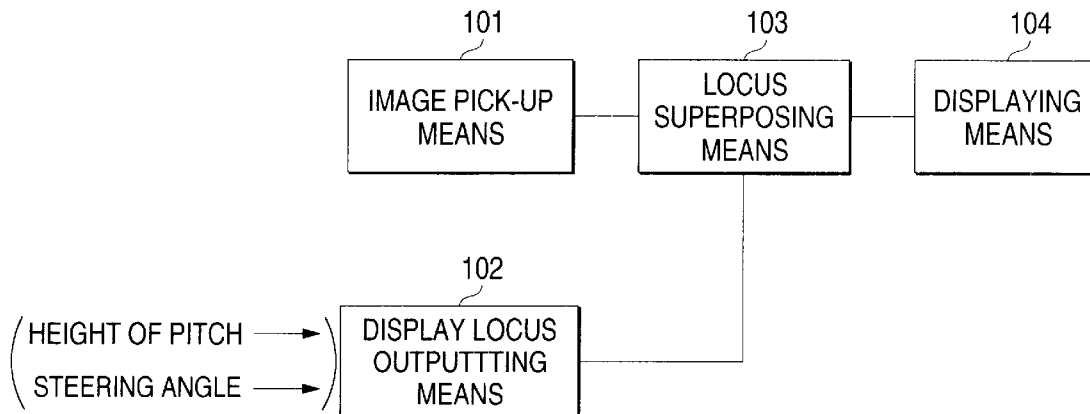 101
IMAGE PICK-UP
MEANS
103
LOCUS
SUPERPOSING
MEANS
104
DISPLAYING
MEANS
102
DISPLAY LOCUS
OUTPUTTTING
MEANS
HEIGHT OF PITCH
STEERING ANGLE